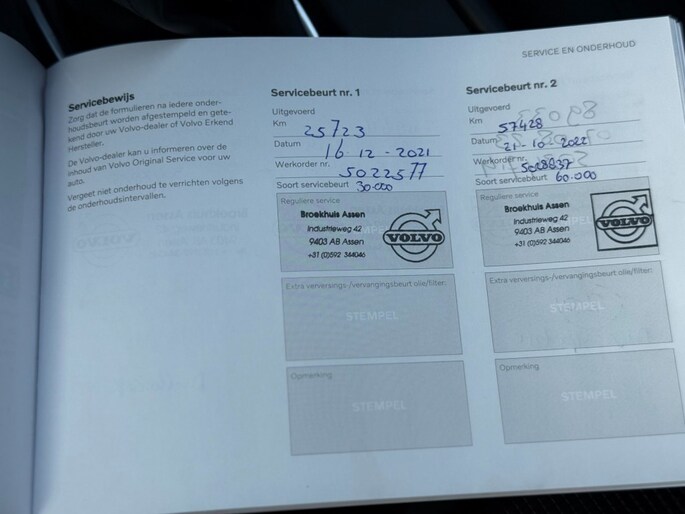 SERVICE EN ONDERHOUD
Servicebewijs
Zorg dat de formulieren na iedere onder-
houdsbeurt worden afgestempeld en gete-
kend door uw Volvo-dealer of Volvo Erkend
Hersteller.
De Volvo-dealer kan u informeren over de
inhoud van Volvo Original Service voor uw
auto.
Vergeet niet onderhoud te verrichten volgens
de onderhoudsintervallen.
Servicebeurt nr. 1
Uitgevoerd
Km 25723
Datum 16 12 - 2021
Werkorder nr. 5022577
Soort servicebeurt 30.000
Reguliere service
Broekhuis Assen
Industrieweg 42
9403 AB Assen
+31 (0)592 344046
VOLVO
Extra verversings-/vervangingsbeurt olie/filter:
STEMPEL
Opmerking
STEMPEL
Servicebeurt nr. 2
Uitgevoerd
Km 57428
Datum 21 - 10 - 2022
Werkorder nr. 5028837
Soort servicebeurt 60.000
Reguliere service
Broekhuis Assen
Industrieweg 42
9403 AB Assen
+31 (0)592 344046
VOLVO
Extra verversings-/vervangingsbeurt olie/filter:
STEMPEL
Opmerking
STEMPEL